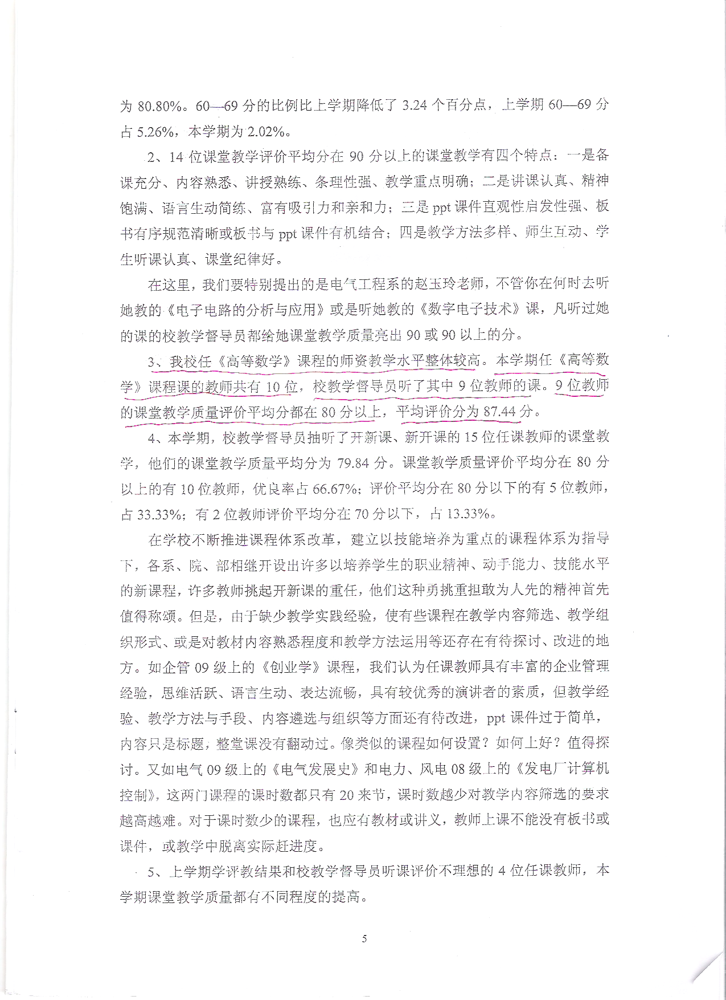 为 80.80%。60—69 分的比例比上学期降低了 3.24 个百分点，上学期 60—69 分
占 5.26%，本学期为 2.02%。
2、14 位课堂教学评价平均分在 90 分以上的课堂教学有四个特点：一是备
课充分、内容熟悉、讲授熟练、条理性强、教学重点明确；二是讲课认真、精神
饱满、语言生动简练、富有吸引力和亲和力；三是 ppt 课件直观性启发性强、板
书有序规范清晰或板书与 ppt 课件有机结合；四是教学方法多样、师生互动、学
生听课认真、课堂纪律好。
在这里，我们要特别提出的是电气工程系的赵玉玲老师，不管你在何时去听
她教的《电子电路的分析与应用》或是听她教的《数字电子技术》课，凡听过她
的课的校教学督导员都给她课堂教学质量亮出 90 或 90 以上的分。
3、我校任《高等数学》课程的师资教学水平整体较高。本学期任《高等数
学》课程课的教师共有 10 位，校教学督导员听了其中 9 位教师的课。9 位教师
的课堂教学质量评价平均分都在 80 分以上，平均评价分为 87.44 分。
4、本学期，校教学督导员抽听了开新课、新开课的 15 位任课教师的课堂教
学，他们的课堂教学质量平均分为 79.84 分。课堂教学质量评价平均分在 80 分
以上的有 10 位教师，优良率占 66.67%；评价平均分在 80 分以下的有 5 位教师，
占 33.33%；有 2 位教师评价平均分在 70 分以下，占 13.33%。
在学校不断推进课程体系改革，建立以技能培养为重点的课程体系为指导
下，各系、院、部相继开设出许多以培养学生的职业精神、动手能力、技能水平
的新课程，许多教师挑起开新课的重任，他们这种勇挑重担敢为人先的精神首先
值得称颂。但是，由于缺少教学实践经验，使有些课程在教学内容筛选、教学组
织形式、或是对教材内容熟悉程度和教学方法运用等还存在有待探讨、改进的地
方。如企管 09 级上的《创业学》课程，我们认为任课教师具有丰富的企业管理
经验，思维活跃、语言生动、表达流畅，具有较优秀的演讲者的素质，但教学经
验、教学方法与手段、内容遴选与组织等方面还有待改进，ppt 课件过于简单，
内容只是标题，整堂课没有翻动过。像类似的课程如何设置？如何上好？值得探
讨。又如电气 09 级上的《电气发展史》和电力、风电 08 级上的《发电厂计算机
控制》，这两门课程的课时数都只有 20 来节，课时数越少对教学内容筛选的要求
越高越难。对于课时数少的课程，也应有教材或讲义，教师上课不能没有板书或
课件，或教学中脱离实际赶进度。
5、上学期学评教结果和校教学督导员听课评价不理想的 4 位任课教师，本
学期课堂教学质量都有不同程度的提高。
5